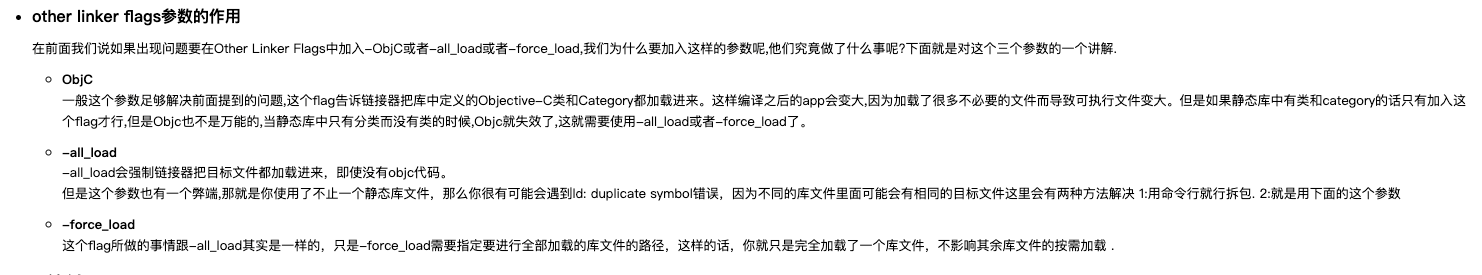 other linker flags参数的作用
在前面我们说如果出现问题要在Other Linker Flags中加入-ObjC或者-all_load或者-force_load,我们为什么要加入这样的参数呢,他们究竟做了什么事呢?下面就是对这个三个参数的一个讲解.
ObjC
一般这个参数足够解决前面提到的问题,这个flag告诉链接器把库中定义的Objective-C类和Category都加载进来。这样编译之后的app会变大,因为加载了很多不必要的文件而导致可执行文件变大。但是如果静态库中有类和category的话只有加入这
个flag才行,但是Objc也不是万能的,当静态库中只有分类而没有类的时候,Objc就失效了,这就需要使用-all_load或者-force_load了。
-all_load
-all_load会强制链接器把目标文件都加载进来，即使没有objc代码。
但是这个参数也有一个弊端,那就是你使用了不止一个静态库文件，那么你很有可能会遇到ld: duplicate symbol错误，因为不同的库文件里面可能会有相同的目标文件这里会有两种方法解决 1:用命令行就行拆包. 2:就是用下面的这个参数
-force_load
这个flag所做的事情跟-all_load其实是一样的，只是-force_load需要指定要进行全部加载的库文件的路径，这样的话，你就只是完全加载了一个库文件，不影响其余库文件的按需加载 .